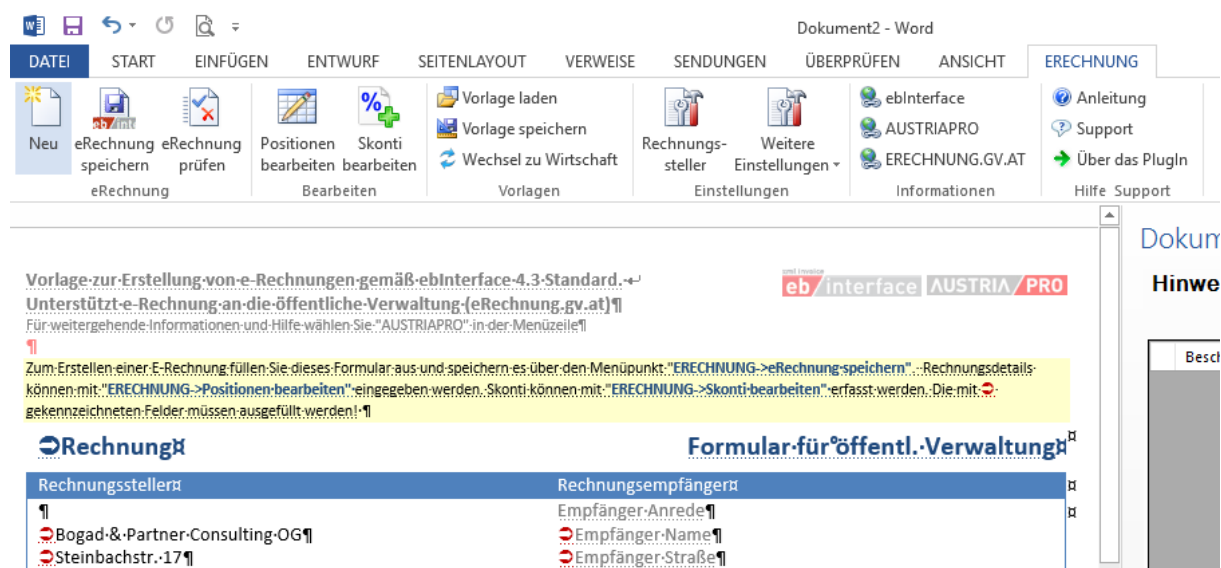 Dokument2 - Word
DATEI START EINFÜGEN ENTWURF SEITENLAYOUT VERWEISE SENDUNGEN ÜBERPRÜFEN ANSICHT ERECHNUNG
Neu
eRechnung speichern
eRechnung prüfen
eRechnung
Positionen bearbeiten
Skonti bearbeiten
Bearbeiten
Vorlage laden
Vorlage speichern
Wechsel zu Wirtschaft
Vorlagen
Rechnungs-steller
Weitere Einstellungen
Einstellungen
ebInterface
AUSTRIAPRO
ERECHNUNG.GV.AT
Informationen
Anleitung
Support
Über das PlugIn
Hilfe Support
Vorlage zur Erstellung von e-Rechnungen gemäß ebInterface 4.3 Standard.
Unterstützt e-Rechnung an die öffentliche Verwaltung (eRechnung.gv.at)¶
Für weitergehende Informationen und Hilfe wählen Sie "AUSTRIAPRO" in der Menüzeile¶
xml invoice
eb/interface AUSTRIA/PRO
¶
Zum Erstellen einer E-Rechnung füllen Sie dieses Formular aus und speichern es über den Menüpunkt "ERECHNUNG->eRechnung speichern". Rechnungsdetails
können mit "ERECHNUNG->Positionen bearbeiten" eingegeben werden. Skonti können mit "ERECHNUNG->Skonti bearbeiten" erfasst werden. Die mit
gekennzeichneten Felder müssen ausgefüllt werden! ¶
Rechnung¤ Formular für öffentl. Verwaltung¤
Rechnungssteller¤ Rechnungsempfänger¤
¶ Empfänger Anrede¶
Bogad & Partner Consulting OG¶ Empfänger Name¶
Steinbachstr. 17¶ Empfänger Straße¶
Dokum
Hinwe
Besch